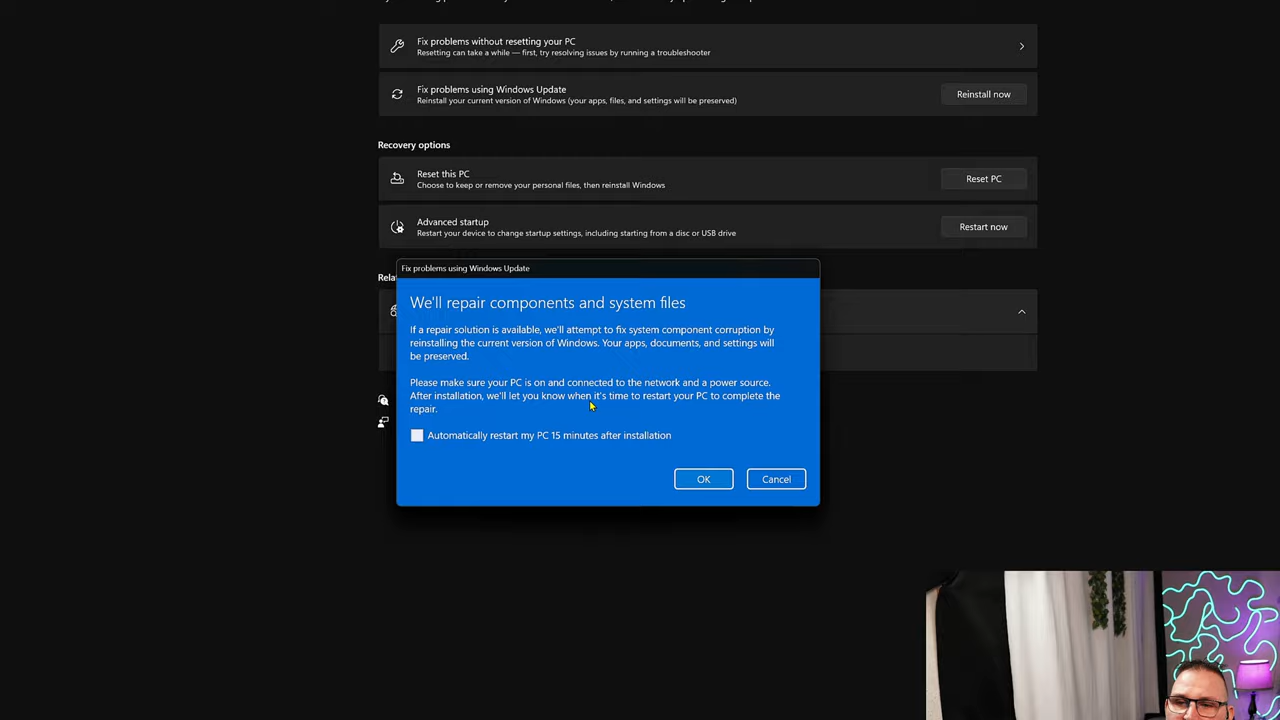 Fix problems without resetting your PC
Resetting can take a while — first, try resolving issues by running a troubleshooter
Fix problems using Windows Update
Reinstall your current version of Windows (your apps, files, and settings will be preserved)
Reinstall now
Recovery options
Reset this PC
Choose to keep or remove your personal files, then reinstall Windows
Reset PC
Advanced startup
Restart your device to change startup settings, including starting from a disc or USB drive
Restart now
Fix problems using Windows Update
We'll repair components and system files
If a repair solution is available, we'll attempt to fix system component corruption by
reinstalling the current version of Windows. Your apps, documents, and settings will
be preserved.
Please make sure your PC is on and connected to the network and a power source.
After installation, we'll let you know when it's time to restart your PC to complete the
repair.
Automatically restart my PC 15 minutes after installation
OK
Cancel